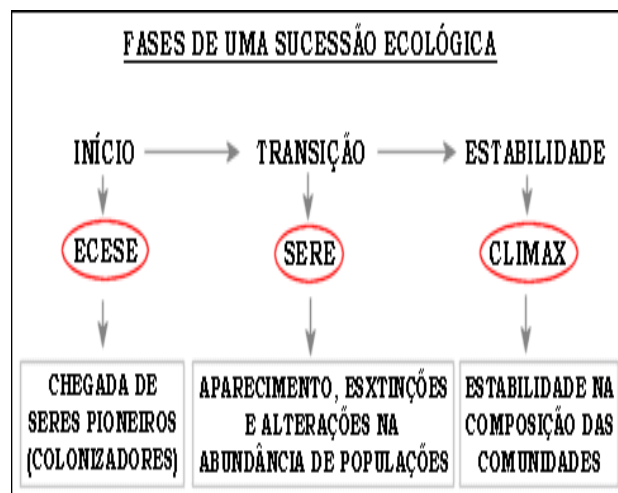 FASES DE UMA SUCESSÃO ECOLÓGICA
INÍCIO TRANSIÇÃO ESTABILIDADE
ECESE SERE CLIMAX
CHEGADA DE
SERES PIONEIROS
(COLONIZADORES)
APARECIMENTO, ESXTINÇÕES
E ALTERAÇÕES NA
ABUNDÂNCIA DE POPULAÇÕES
ESTABILIDADE NA
COMPOSIÇÃO DAS
COMUNIDADES